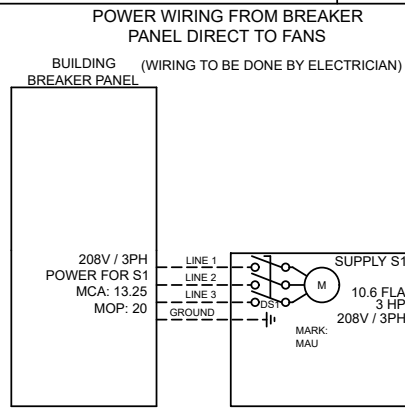 POWER WIRING FROM BREAKER
PANEL DIRECT TO FANS
(WIRING TO BE DONE BY ELECTRICIAN)
BUILDING
BREAKER PANEL
208V / 3PH
POWER FOR S1
MCA: 13.25
MOP: 20
LINE 1
LINE 2
LINE 3
GROUND
DS1
M
MARK:
MAU
SUPPLY S1
10.6 FLA
3 HP
208V / 3PH